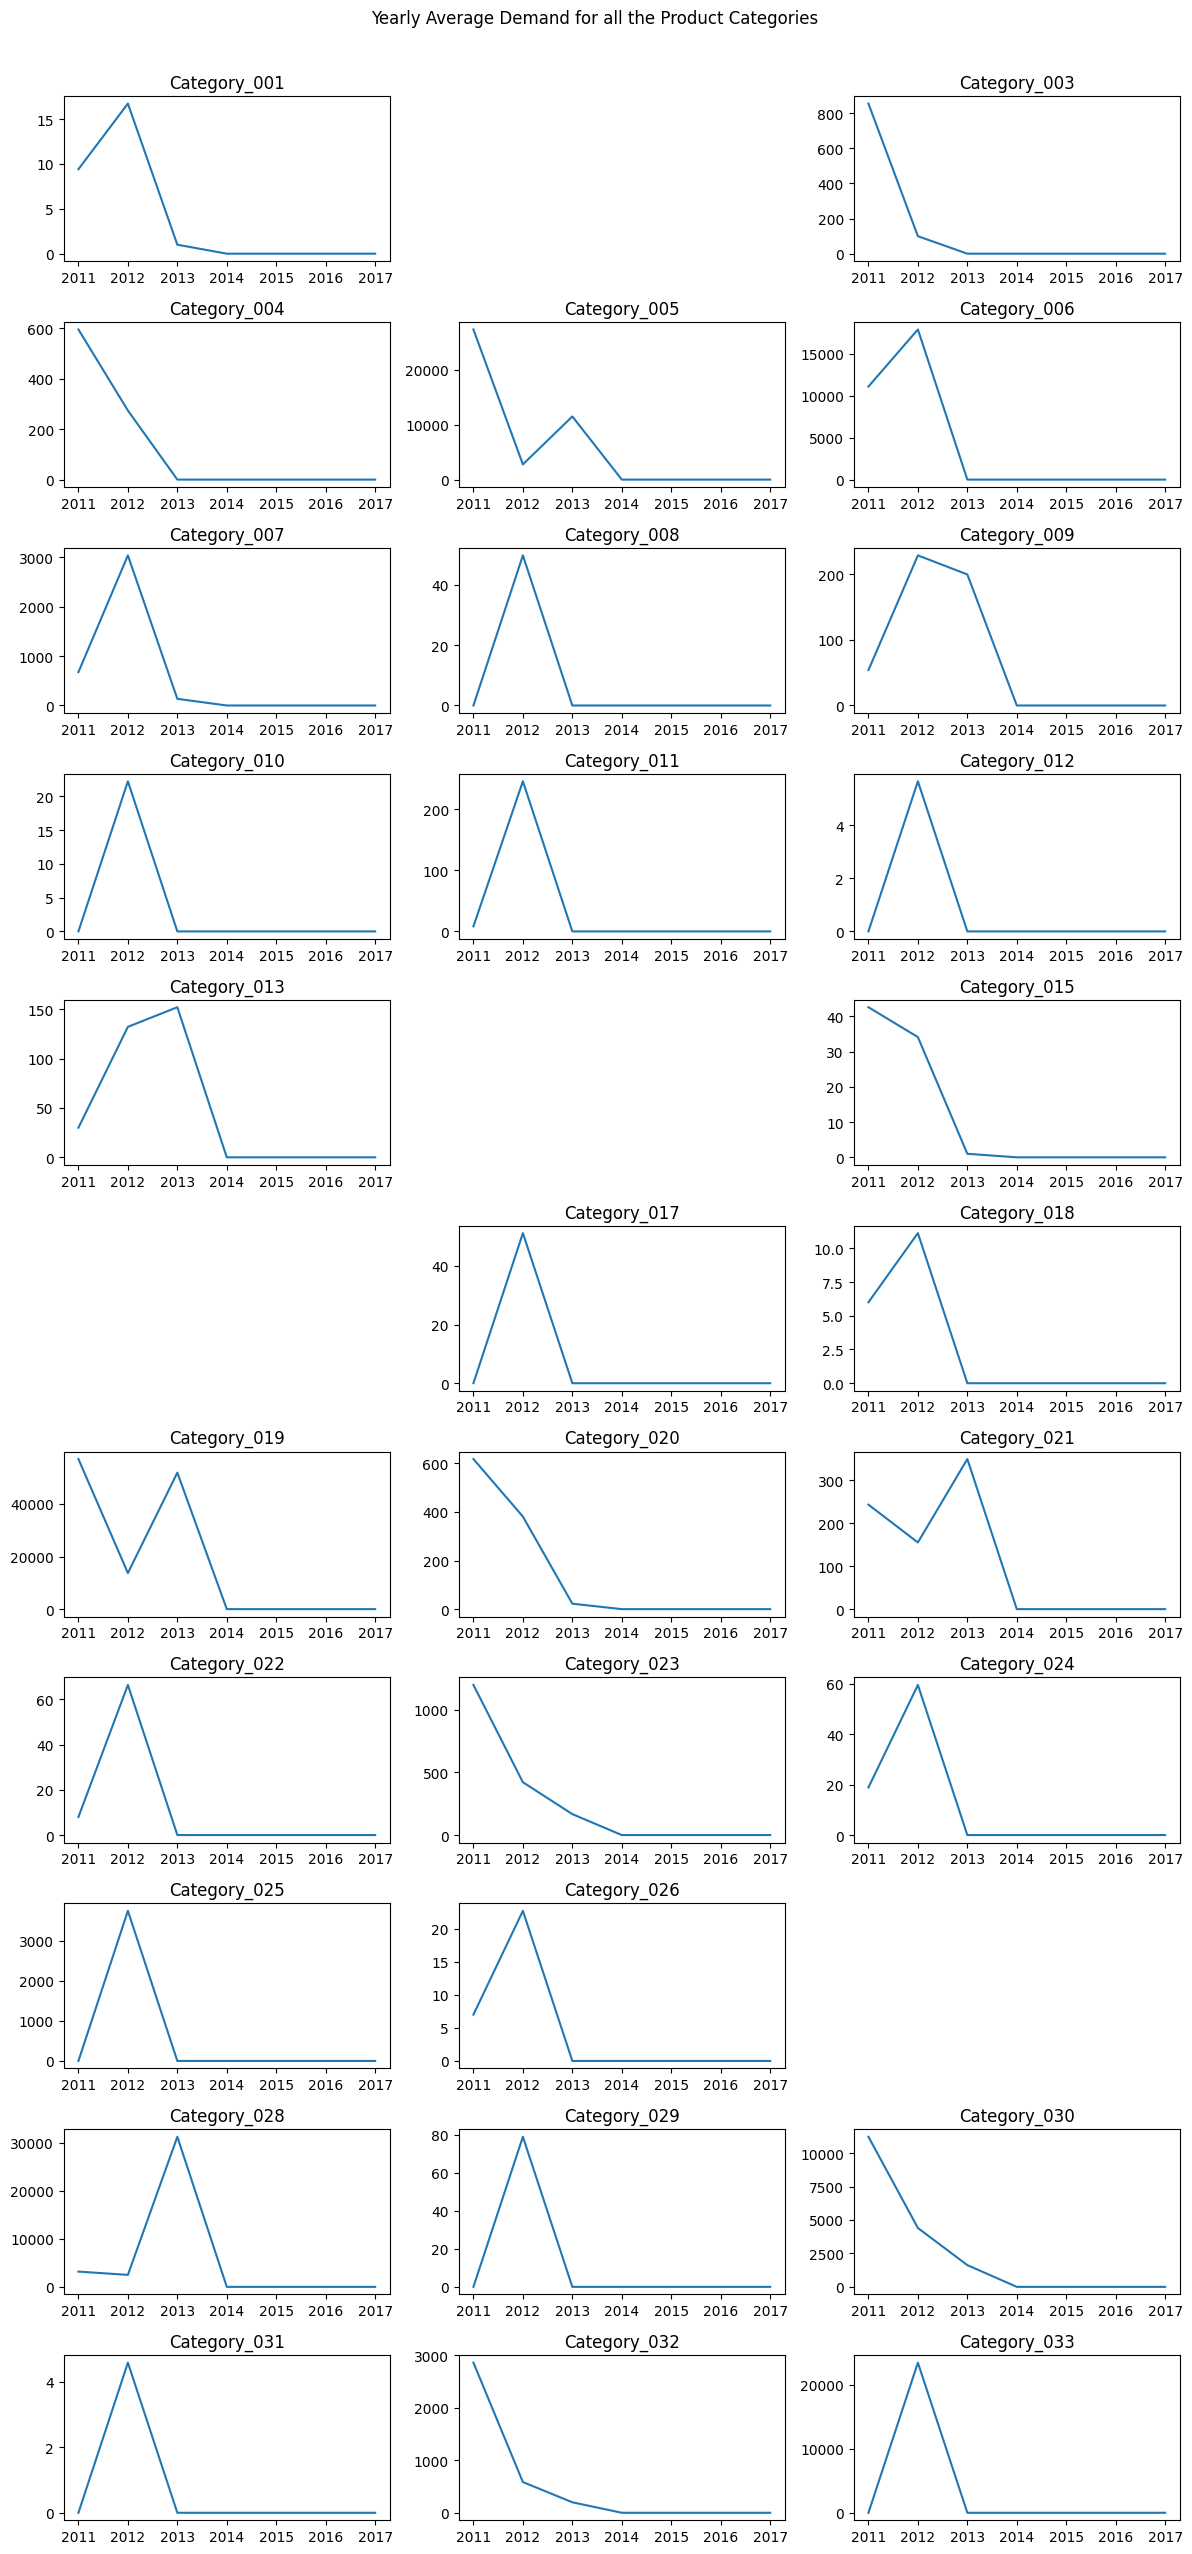 Yearly Average Demand for all the Product Categories
Category_001
15
10
5
0
2011 2012 2013 2014 2015 2016 2017
Category_003
800
600
400
200
0
2011 2012 2013 2014 2015 2016 2017
Category_004
600
400
200
0
2011 2012 2013 2014 2015 2016 2017
Category_005
20000
10000
0
2011 2012 2013 2014 2015 2016 2017
Category_006
15000
10000
5000
0
2011 2012 2013 2014 2015 2016 2017
Category_007
3000
2000
1000
0
2011 2012 2013 2014 2015 2016 2017
Category_008
40
20
0
2011 2012 2013 2014 2015 2016 2017
Category_009
200
100
0
2011 2012 2013 2014 2015 2016 2017
Category_010
20
15
10
5
0
2011 2012 2013 2014 2015 2016 2017
Category_011
200
100
0
2011 2012 2013 2014 2015 2016 2017
Category_012
4
2
0
2011 2012 2013 2014 2015 2016 2017
Category_013
150
100
50
0
2011 2012 2013 2014 2015 2016 2017
Category_015
40
30
20
10
0
2011 2012 2013 2014 2015 2016 2017
Category_017
40
20
0
2011 2012 2013 2014 2015 2016 2017
Category_018
10.0
7.5
5.0
2.5
0.0
2011 2012 2013 2014 2015 2016 2017
Category_019
40000
20000
0
2011 2012 2013 2014 2015 2016 2017
Category_020
600
400
200
0
2011 2012 2013 2014 2015 2016 2017
Category_021
300
200
100
0
2011 2012 2013 2014 2015 2016 2017
Category_022
60
40
20
0
2011 2012 2013 2014 2015 2016 2017
Category_023
1000
500
0
2011 2012 2013 2014 2015 2016 2017
Category_024
60
40
20
0
2011 2012 2013 2014 2015 2016 2017
Category_025
3000
2000
1000
0
2011 2012 2013 2014 2015 2016 2017
Category_026
20
15
10
5
0
2011 2012 2013 2014 2015 2016 2017
Category_028
30000
20000
10000
0
2011 2012 2013 2014 2015 2016 2017
Category_029
80
60
40
20
0
2011 2012 2013 2014 2015 2016 2017
Category_030
10000
7500
5000
2500
0
2011 2012 2013 2014 2015 2016 2017
Category_031
4
2
0
2011 2012 2013 2014 2015 2016 2017
Category_032
3000
2000
1000
0
2011 2012 2013 2014 2015 2016 2017
Category_033
20000
10000
0
2011 2012 2013 2014 2015 2016 2017